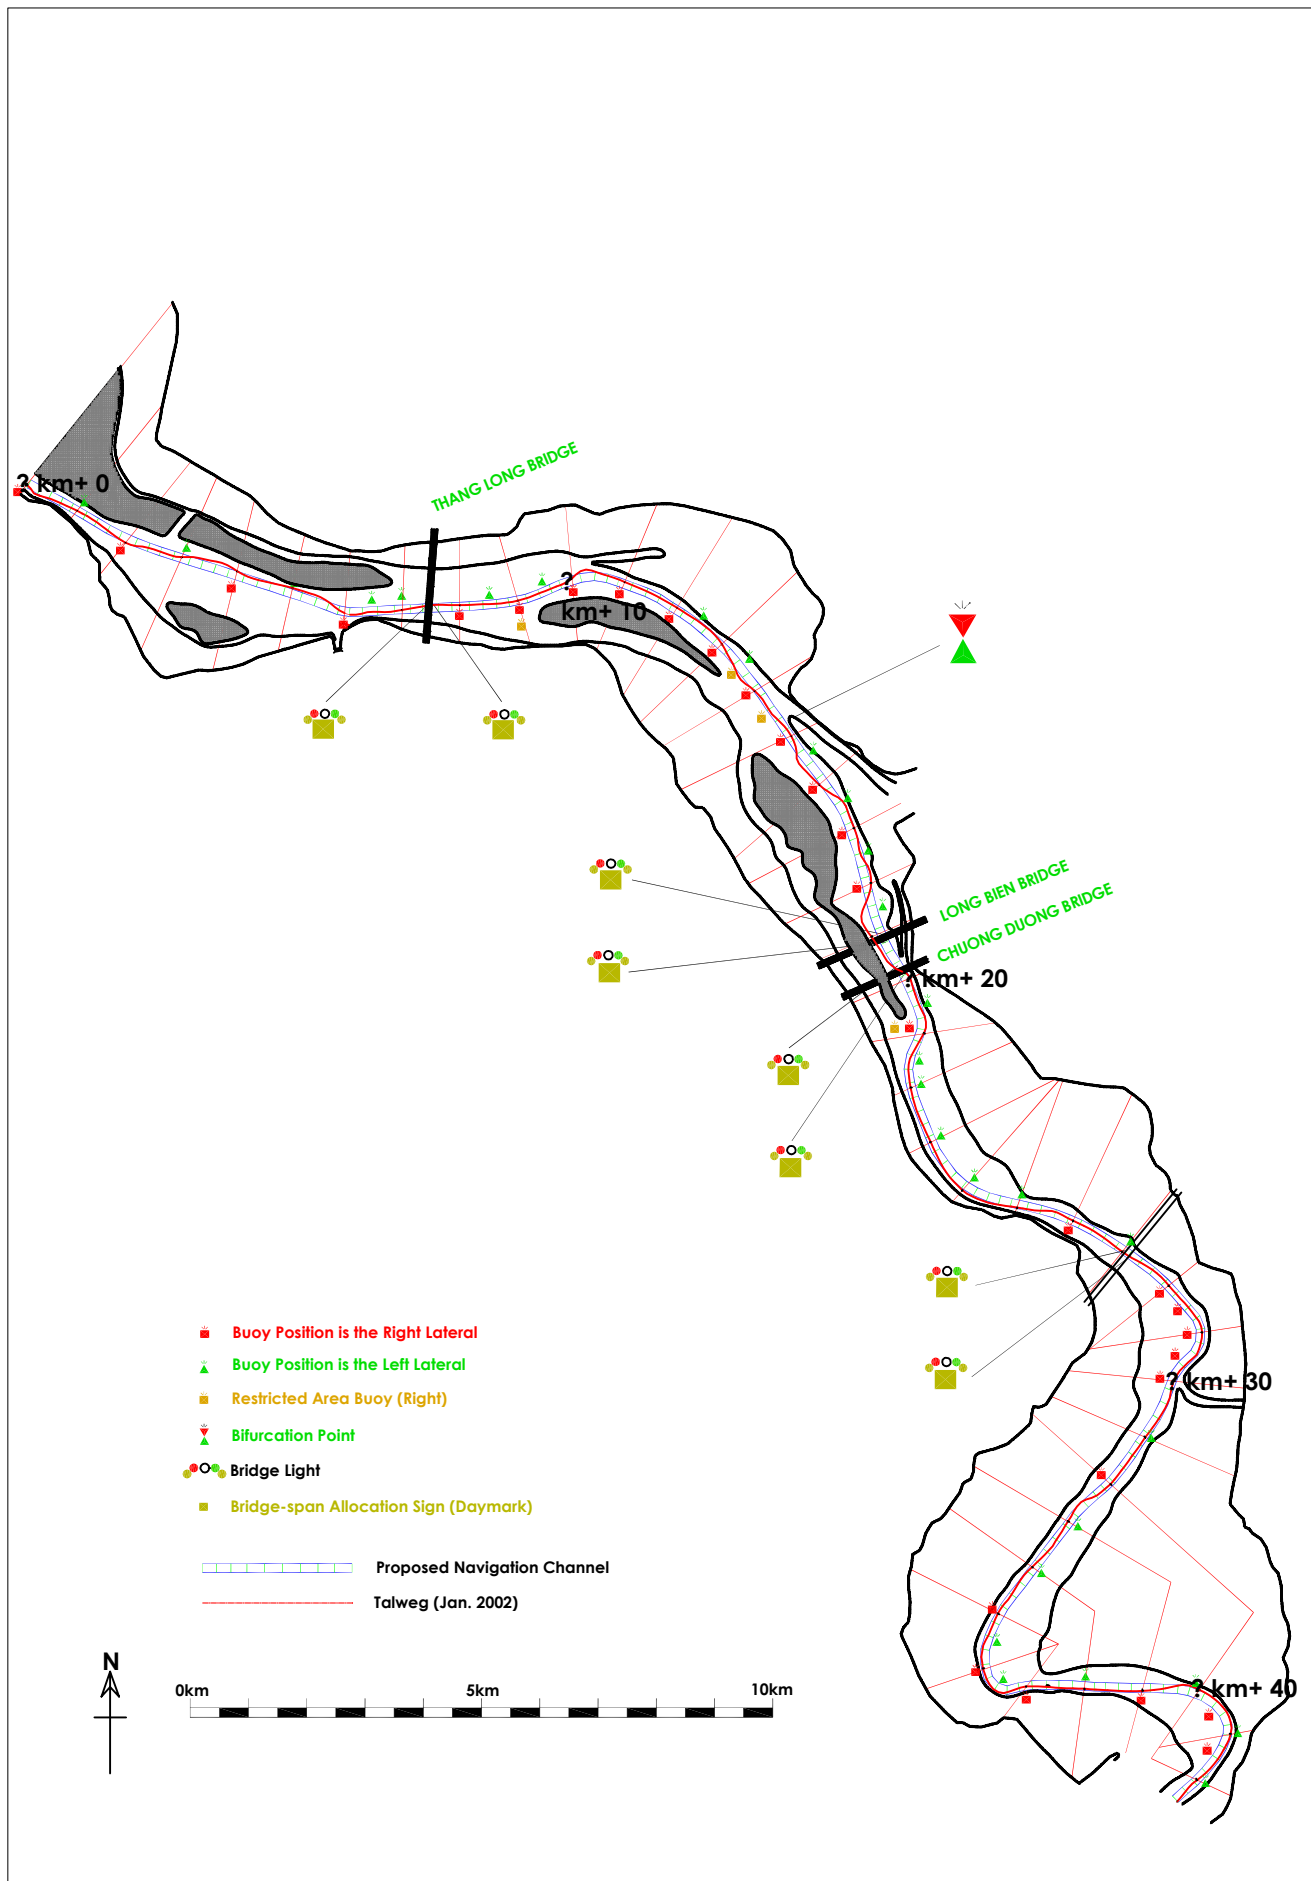 THANG LONG BRIDGE
? km+ 0
?
km+ 10
LONG BIEN BRIDGE
CHUONG DUONG BRIDGE
? km+ 20
Buoy Position is the Right Lateral
Buoy Position is the Left Lateral
Restricted Area Buoy (Right)
Bifurcation Point
Bridge Light
Bridge-span Allocation Sign (Daymark)
Proposed Navigation Channel
Talweg (Jan. 2002)
? km+ 30
? km+ 40
N
0km 5km 10km